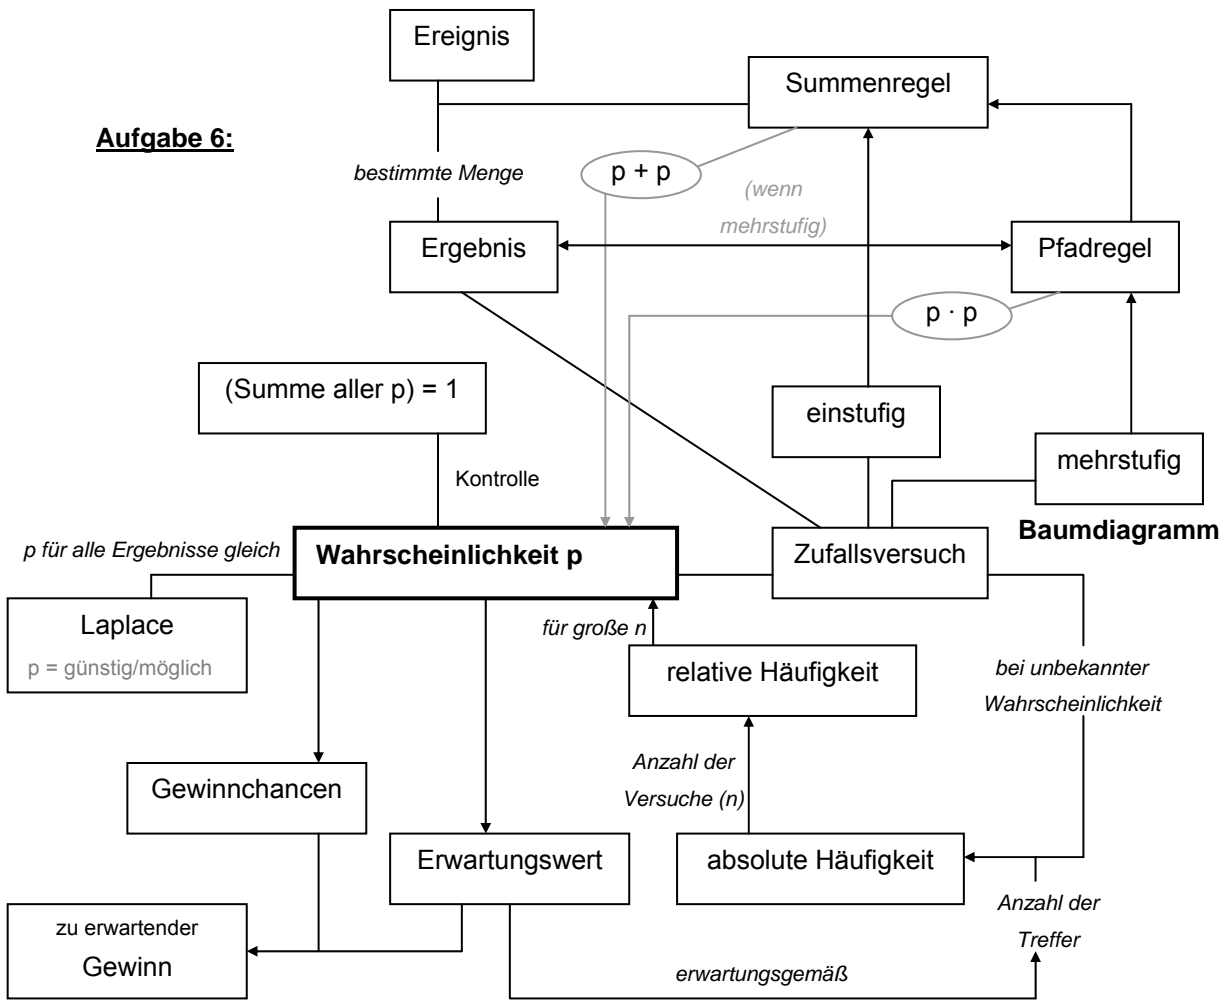 Ereignis
Summenregel
Aufgabe 6:
bestimmte Menge
p + p
(wenn
mehrstufig)
Ergebnis
Pfadregel
p · p
(Summe aller p) = 1
einstufig
mehrstufig
Kontrolle
Baumdiagramm
p für alle Ergebnisse gleich
Wahrscheinlichkeit p
Zufallsversuch
Laplace
p = günstig/möglich
für große n
relative Häufigkeit
bei unbekannter
Wahrscheinlichkeit
Anzahl der
Versuche (n)
Gewinnchancen
Erwartungswert
absolute Häufigkeit
Anzahl der
Treffer
zu erwartender
Gewinn
erwartungsgemäß